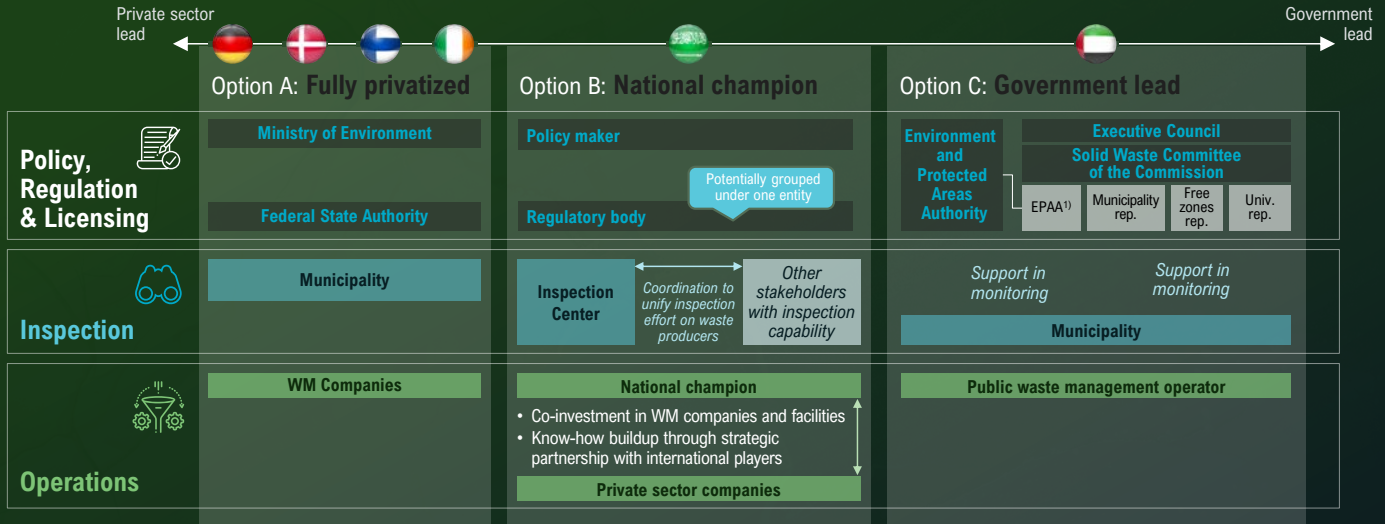 Private sector
lead
Government
lead
Option A: Fully privatized
Option B: National champion
Option C: Government lead
Policy,
Regulation
& Licensing
Ministry of Environment
Federal State Authority
Policy maker
Potentially grouped
under one entity
Regulatory body
Environment
and
Protected
Areas
Authority
Executive Council
Solid Waste Committee
of the Commission
EPAA¹⁾
Municipality
rep.
Free
zones
rep.
Univ.
rep.
Inspection
Municipality
Inspection
Center
Coordination to
unify inspection
effort on waste
producers
Other
stakeholders
with inspection
capability
Support in
monitoring
Support in
monitoring
Municipality
Operations
WM Companies
National champion
• Co-investment in WM companies and facilities
• Know-how buildup through strategic
partnership with international players
Private sector companies
Public waste management operator